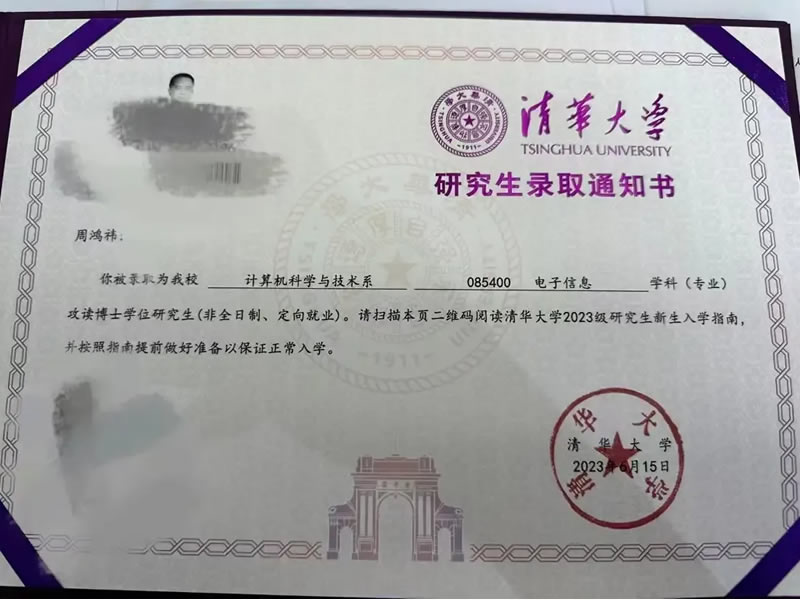 清华大学
TSINGHUA UNIVERSITY
研究生录取通知书
周鸿祎：
你被录取为我校 计算机科学与技术系 085400 电子信息 学科（专业）
攻读博士学位研究生(非全日制、定向就业)。请扫描本页二维码阅读清华大学2023级研究生新生入学指南，
并按照指南提前做好准备以保证正常入学。
清华大学
清 华 大 学
2023年6月15日
-1911-